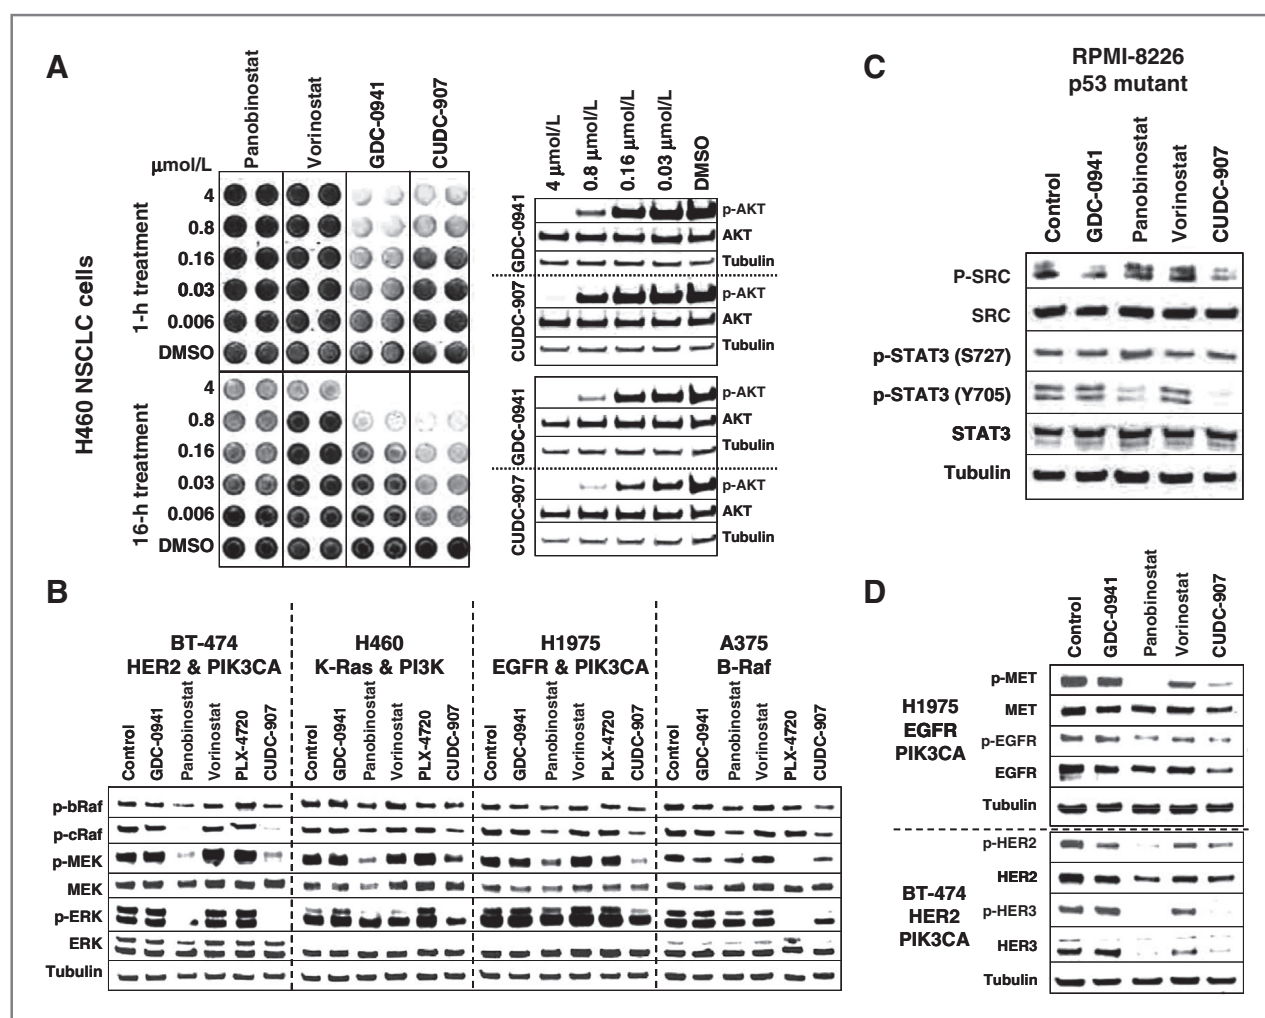 A
μmol/L
Panobinostat
Vorinostat
GDC-0941
CUDC-907
H460 NSCLC cells
1-h treatment
4
0.8
0.16
0.03
0.006
DMSO
16-h treatment
4
0.8
0.16
0.03
0.006
DMSO
4 μmol/L
0.8 μmol/L
0.16 μmol/L
0.03 μmol/L
DMSO
GDC-0941
p-AKT
AKT
Tubulin
CUDC-907
p-AKT
AKT
Tubulin
GDC-0941
p-AKT
AKT
Tubulin
CUDC-907
p-AKT
AKT
Tubulin
B
BT-474
HER2 & PIK3CA
H460
K-Ras & PI3K
H1975
EGFR & PIK3CA
A375
B-Raf
Control
GDC-0941
Panobinostat
Vorinostat
PLX-4720
CUDC-907
Control
GDC-0941
Panobinostat
Vorinostat
PLX-4720
CUDC-907
Control
GDC-0941
Panobinostat
Vorinostat
PLX-4720
CUDC-907
Control
GDC-0941
Panobinostat
Vorinostat
PLX-4720
CUDC-907
p-bRaf
p-cRaf
p-MEK
MEK
p-ERK
ERK
Tubulin
C
RPMI-8226
p53 mutant
Control
GDC-0941
Panobinostat
Vorinostat
CUDC-907
P-SRC
SRC
p-STAT3 (S727)
p-STAT3 (Y705)
STAT3
Tubulin
D
Control
GDC-0941
Panobinostat
Vorinostat
CUDC-907
H1975
EGFR
PIK3CA
p-MET
MET
p-EGFR
EGFR
Tubulin
BT-474
HER2
PIK3CA
p-HER2
HER2
p-HER3
HER3
Tubulin